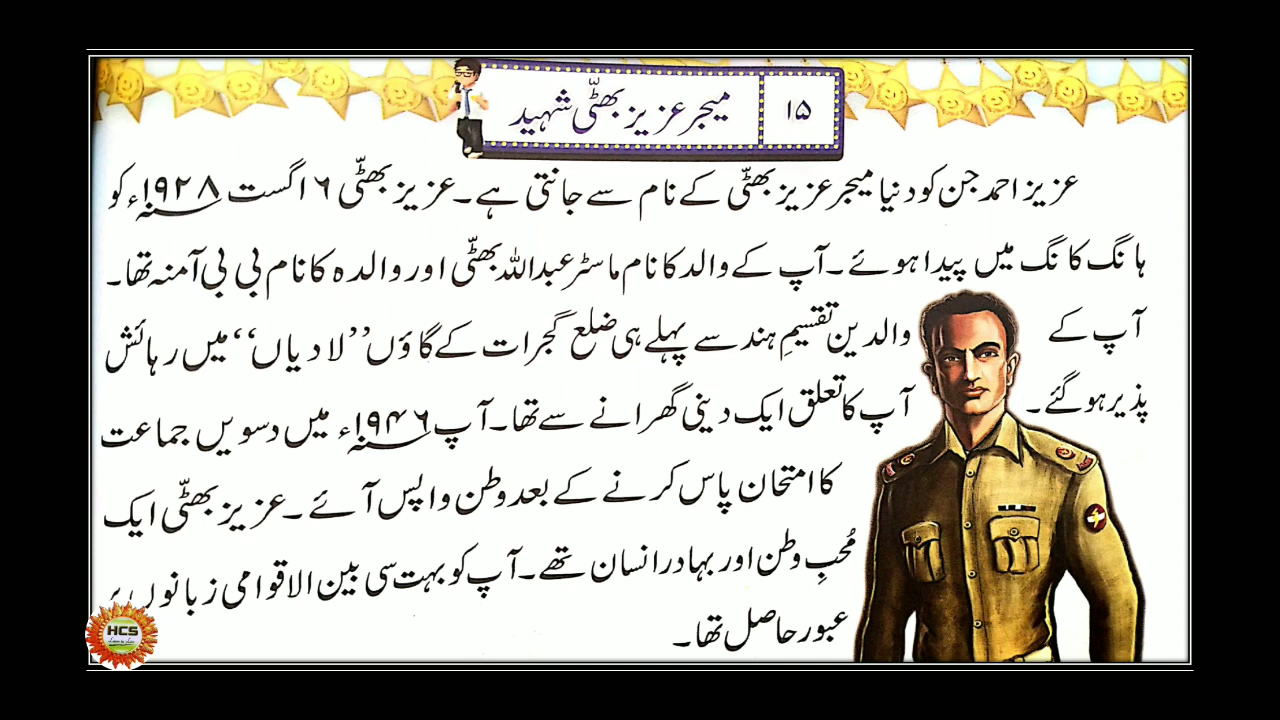 ۱۵
میجر عزیز بھٹّی شہید
عزیز احمد جن کو دنیا میجر عزیز بھٹّی کے نام سے جانتی ہے۔ عزیز بھٹّی ۱۶ اگست ۱۹۲۸ء کو
ہانگ کانگ میں پیدا ہوئے۔ آپ کے والد کا نام ماسٹر عبداللہ بھٹّی اور والدہ کا نام بی بی آمنہ تھا۔
آپ کے والدین تقسیمِ ہند سے پہلے ہی ضلع گجرات کے گاؤں ’’لادیاں‘‘ میں رہائش
پذیر ہو گئے۔ آپ کا تعلق ایک دینی گھرانے سے تھا۔ آپ ۱۹۴۶ء میں دسویں جماعت
کا امتحان پاس کرنے کے بعد وطن واپس آئے۔ عزیز بھٹّی ایک
مُحبِ وطن اور بہادر انسان تھے۔ آپ کو بہت سی بین الاقوامی زبانوں پر
عبور حاصل تھا۔
HCS